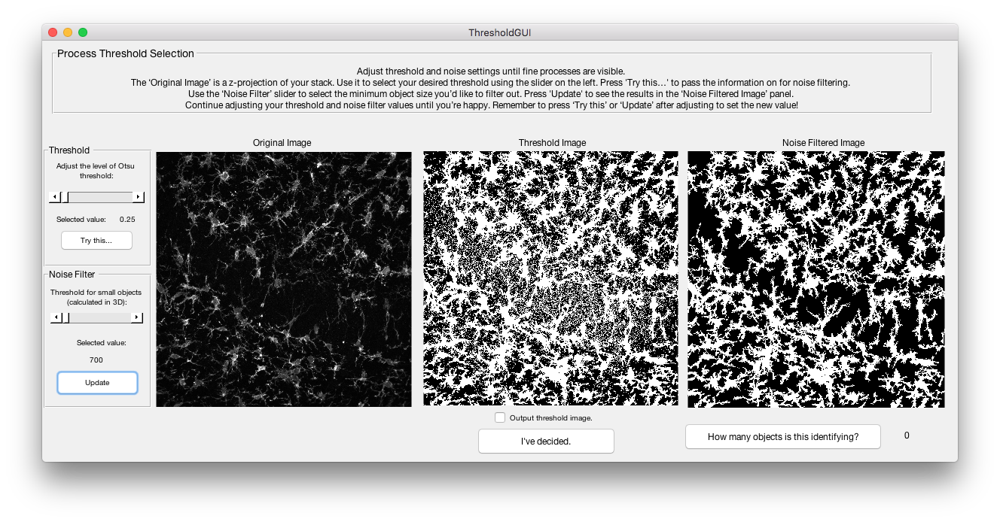 ThresholdGUI
Process Threshold Selection
Adjust threshold and noise settings until fine processes are visible.
The ‘Original Image’ is a z-projection of your stack. Use it to select your desired threshold using the slider on the left. Press 'Try this…' to pass the information on for noise filtering.
Use the ‘Noise Filter’ slider to select the minimum object size you’d like to filter out. Press 'Update' to see the results in the ‘Noise Filtered Image’ panel.
Continue adjusting your threshold and noise filter values until you’re happy. Remember to press ‘Try this’ or ‘Update’ after adjusting to set the new value!
Original Image
Threshold Image
Noise Filtered Image
Threshold
Adjust the level of Otsu
threshold:
Selected value: 0.25
Try this...
Noise Filter
Threshold for small objects
(calculated in 3D):
Selected value:
700
Update
Output threshold image.
I've decided.
How many objects is this identifying? 0